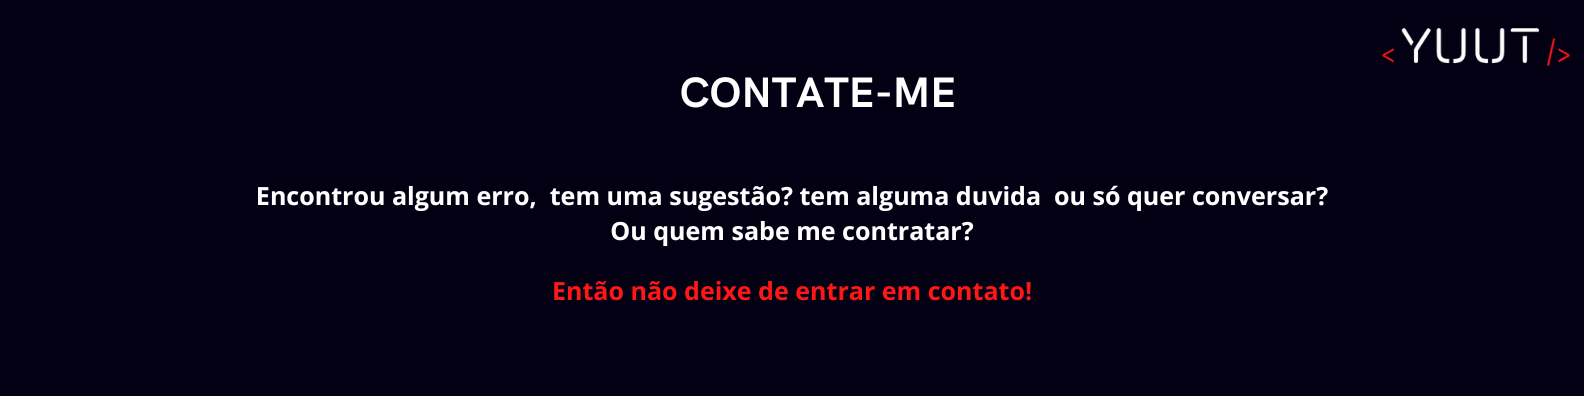 <YUUT/>
CONTATE-ME
Encontrou algum erro,  tem uma sugestão? tem alguma duvida  ou só quer conversar?
Ou quem sabe me contratar?
Então não deixe de entrar em contato!